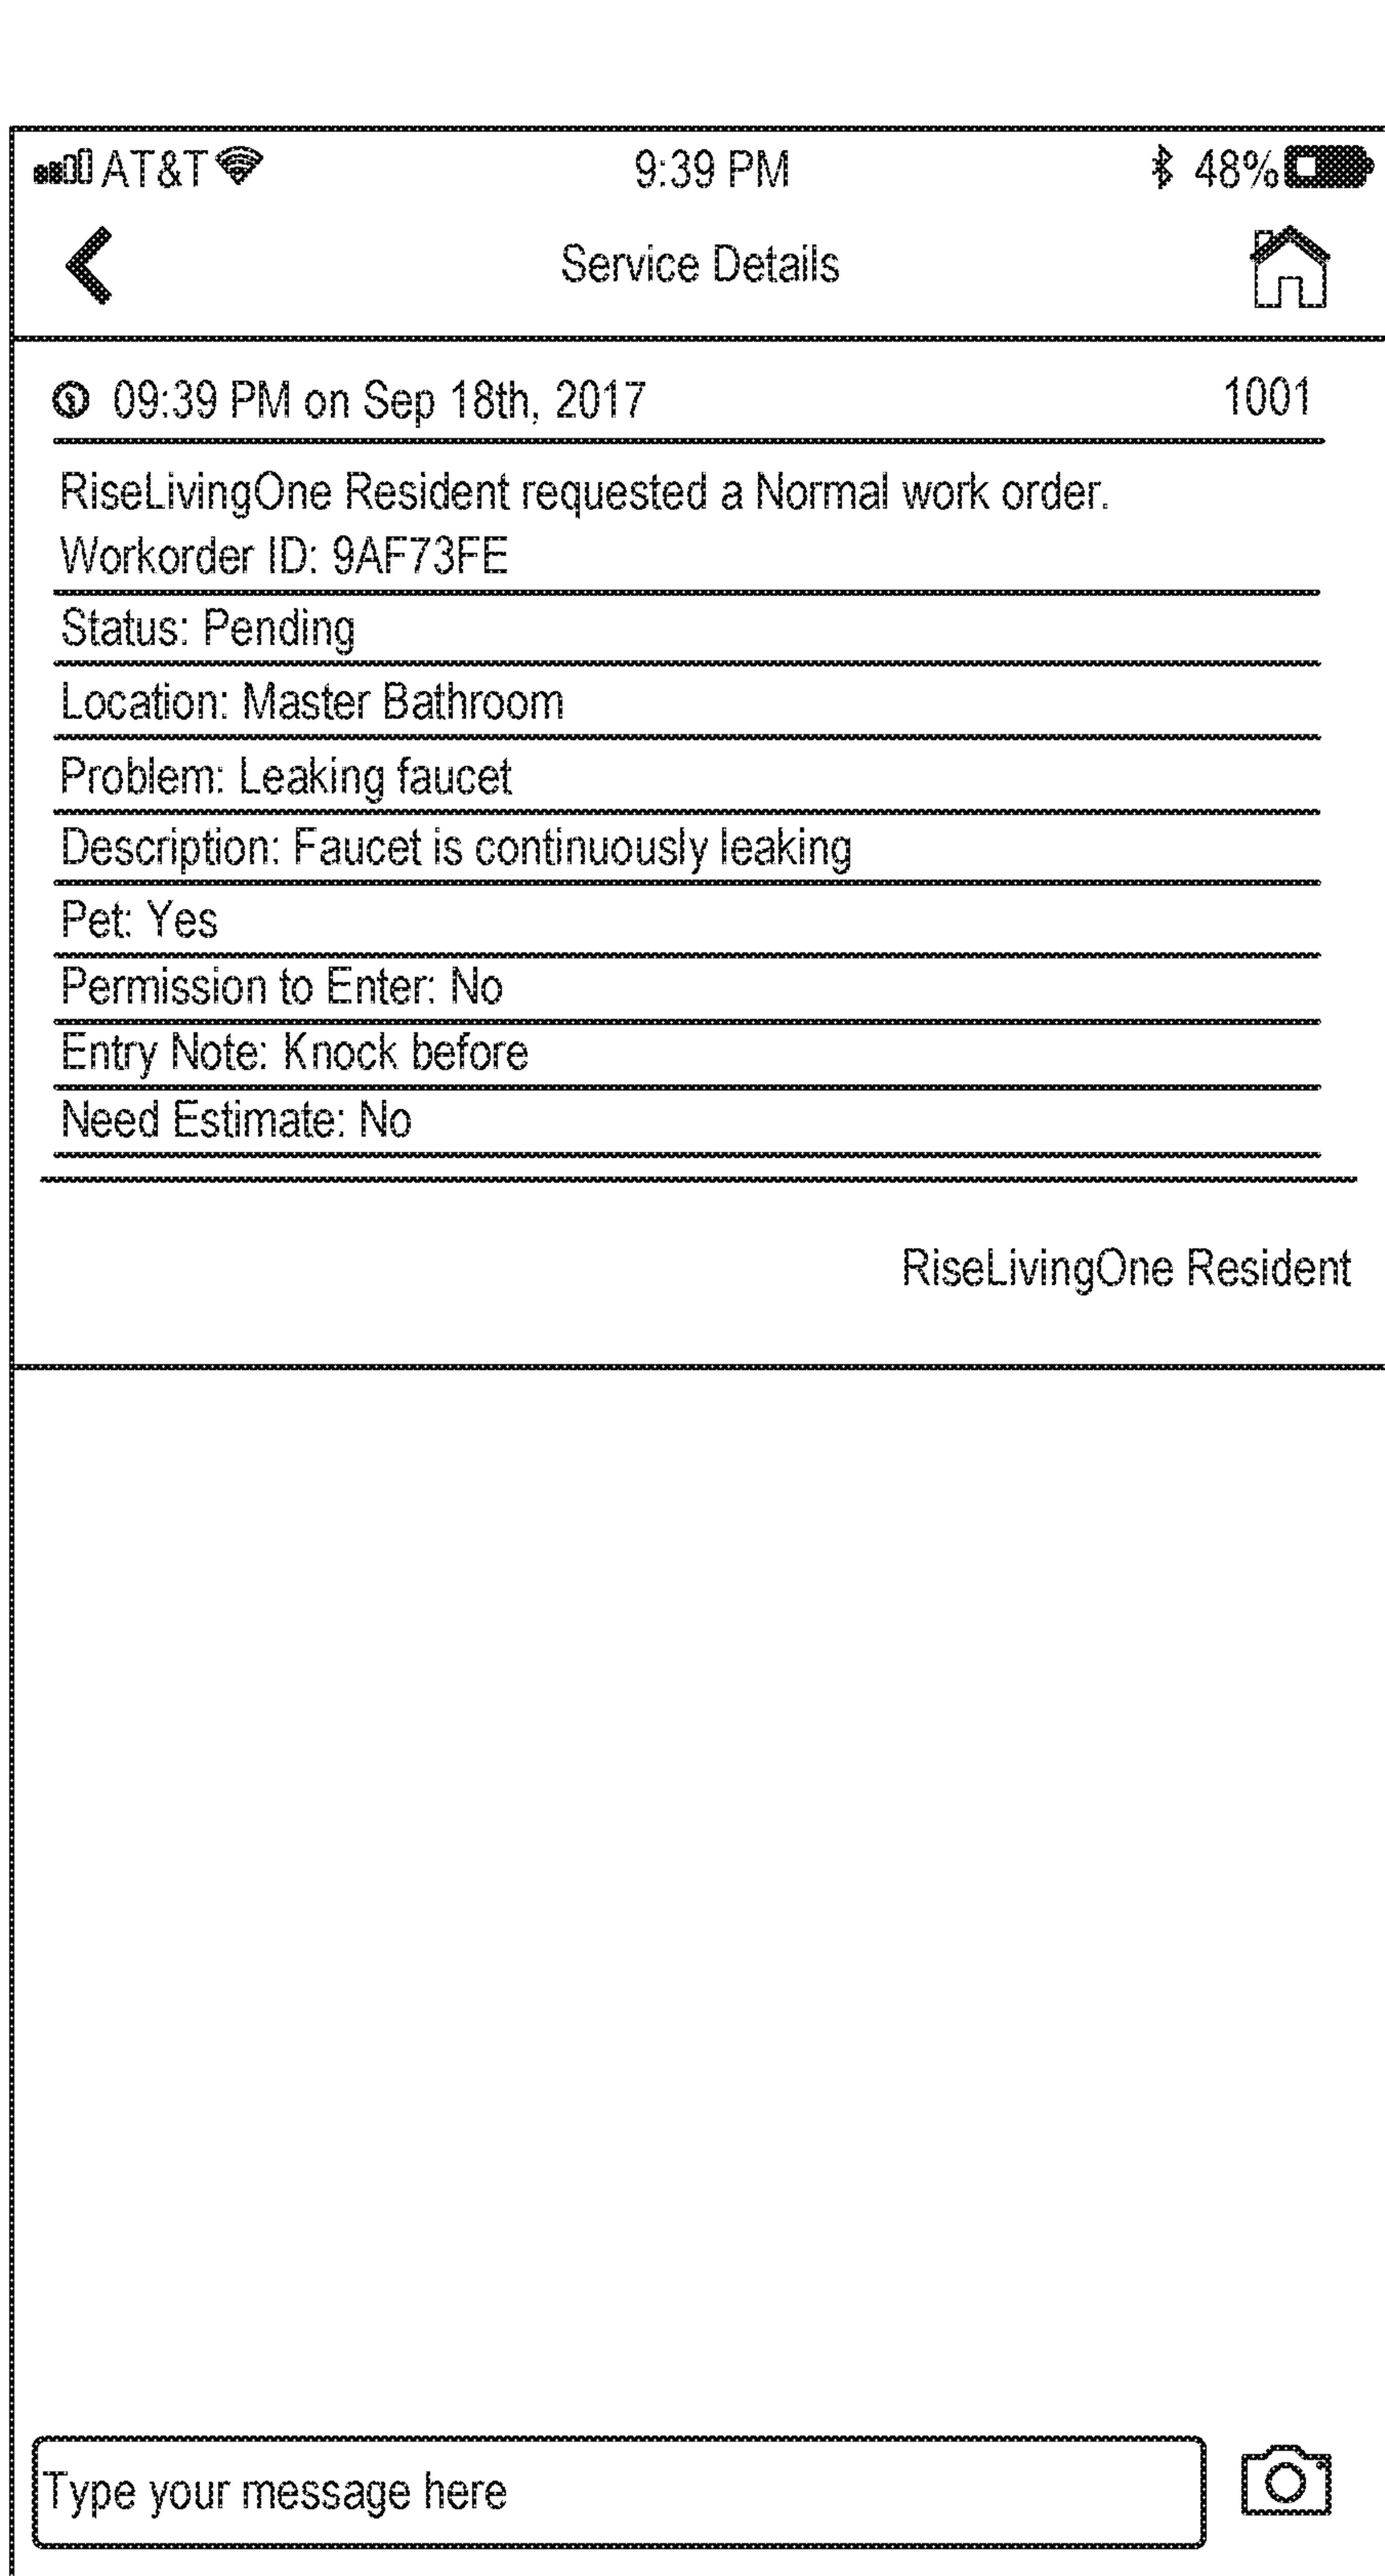 AT&T 9:39 PM 48%
Service Details
09:39 PM on Sep 18th, 2017 1001
RiseLivingOne Resident requested a Normal work order.
Workorder ID: 9AF73FE
Status: Pending
Location: Master Bathroom
Problem: Leaking faucet
Description: Faucet is continuously leaking
Pet: Yes
Permission to Enter: No
Entry Note: Knock before
Need Estimate: No
RiseLivingOne Resident
Type your message here